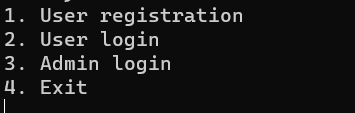 1. User registration
2. User login
3. Admin login
4. Exit